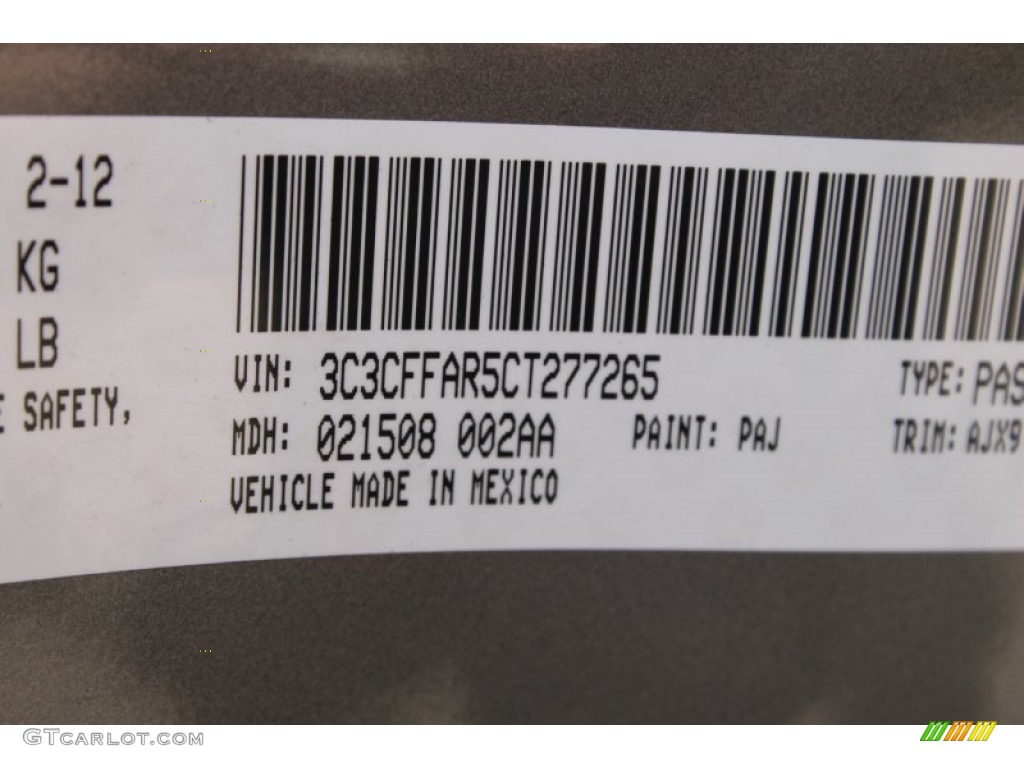 2-12
KG
LB
E SAFETY,
VIN: 3C3CFFAR5CT277265 TYPE: PAS
MDH: 021508 002AA PAINT: PAJ TRIM: AJX9
VEHICLE MADE IN MEXICO
GTCARLOT.COM